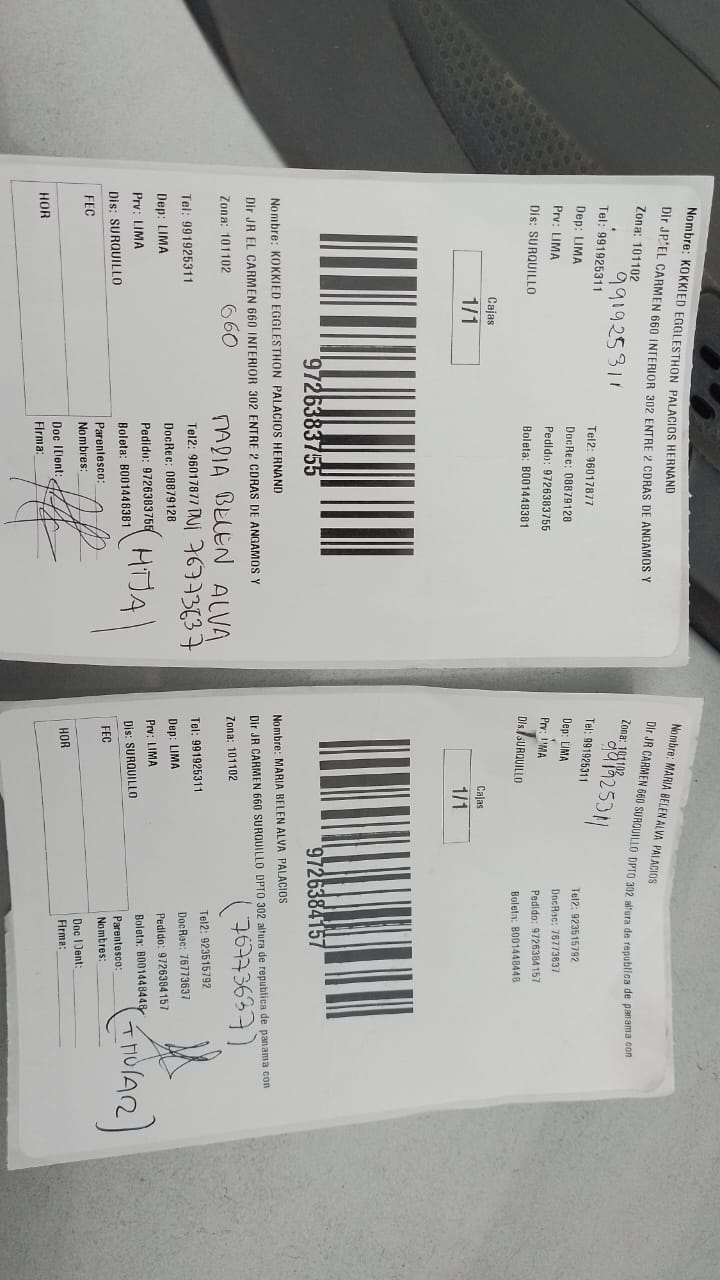 Nombre: KOKKIED EGGLESTHON PALACIOS HERNAND
Dir JR EL CARMEN 660 INTERIOR 302 ENTRE 2 CDRAS DE ANGAMOS Y
Zona: 101102
991925311
Tel: 991925311
Tel2: 96017877
Dep: LIMA
DocRec: 08879128
Prv: LIMA
Pedido: 9726383755
Dis: SURQUILLO
Boleta: B001448381
Cajas
1/1
9726383755
Nombre: KOKKIED EGGLESTHON PALACIOS HERNAND
Dir JR EL CARMEN 660 INTERIOR 302 ENTRE 2 CDRAS DE ANGAMOS Y
Zona: 101102
660
MARIA BELEN ALVA
Tel: 991925311
Tel2: 96017877
DNI 76773637
Dep: LIMA
DocRec: 08879128
Prv: LIMA
Pedido: 9726383755
(HIJA)
Dis: SURQUILLO
Boleta: B001448381
FEC
Parentesco:
Nombres:
HOR
Doc IDent:
Firma:
Nombre: MARIA BELEN ALVA PALACIOS
Dir JR CARMEN 660 SURQUILLO DPTO 302 altura de republica de panama con
Zona: 101102
991925311
Tel: 991925311
Tel2: 923515792
Dep: LIMA
DocRec: 76773637
Prv: LIMA
Pedido: 9726384157
Dis: SURQUILLO
Boleta: B001448448
Cajas
1/1
9726384157
Nombre: MARIA BELEN ALVA PALACIOS
Dir JR CARMEN 660 SURQUILLO DPTO 302 altura de republica de panama con
Zona: 101102
(76773637)
Tel: 991925311
Tel2: 923515792
Dep: LIMA
DocRec: 76773637
Prv: LIMA
Pedido: 9726384157
Dis: SURQUILLO
Boleta: B001448448
FEC
Parentesco:
Nombres:
HOR
Doc IDent:
Firma: